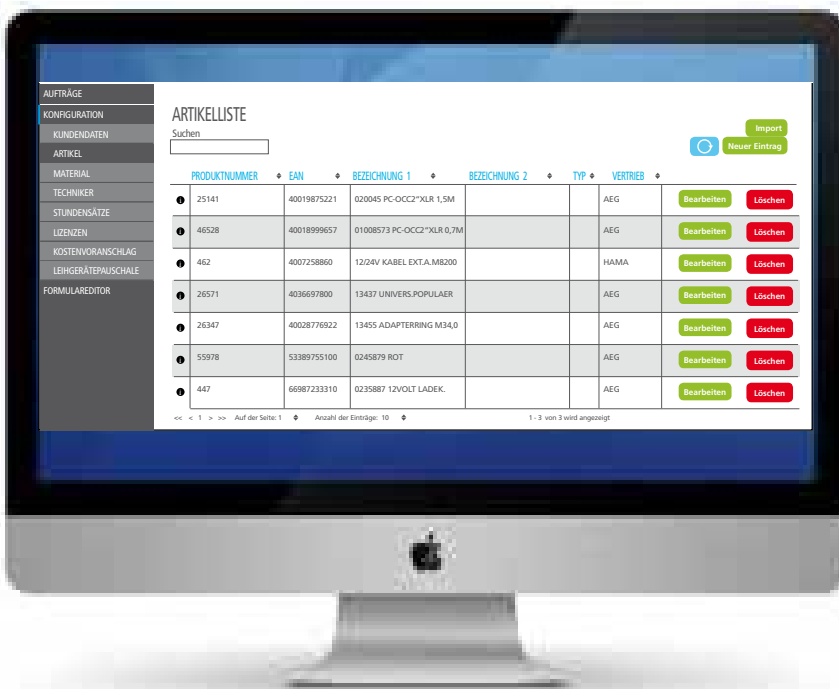 AUFTRÄGE
KONFIGURATION
KUNDENDATEN
ARTIKEL
MATERIAL
TECHNIKER
STUNDENSÄTZE
LIZENZEN
KOSTENVORANSCHLAG
LEIHGERÄTEPAUSCHALE
FORMULAREDITOR
ARTIKELLISTE
Suchen
Import
Neuer Eintrag
PRODUKTNUMMER EAN BEZEICHNUNG 1 BEZEICHNUNG 2 TYP VERTRIEB
25141 40019875221 020045 PC-OCC2"XLR 1,5M AEG Bearbeiten Löschen
46528 40018999657 01008573 PC-OCC2"XLR 0,7M AEG Bearbeiten Löschen
462 4007258860 12/24V KABEL EXT.A.M8200 HAMA Bearbeiten Löschen
26571 4036697800 13437 UNIVERS.POPULAER AEG Bearbeiten Löschen
26347 40028776922 13455 ADAPTERRING M34,0 AEG Bearbeiten Löschen
55978 53389755100 0245879 ROT AEG Bearbeiten Löschen
447 66987233310 0235887 12VOLT LADEK. AEG Bearbeiten Löschen
<< < 1 > >> Auf der Seite: 1 Anzahl der Einträge: 10 1 - 3 von 3 wird angezeigt